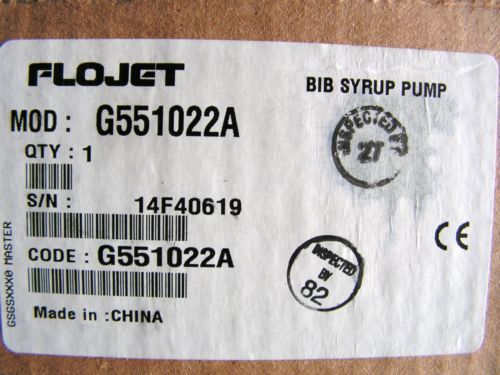 FLOJET
BIB SYRUP PUMP
MOD : G551022A
QTY : 1
INSPECTED BY
27
S/N : 14F40619
CODE : G551022A
CE
INSPECTED
BY
82
Made in :CHINA
GSGSXXX0 MASTER